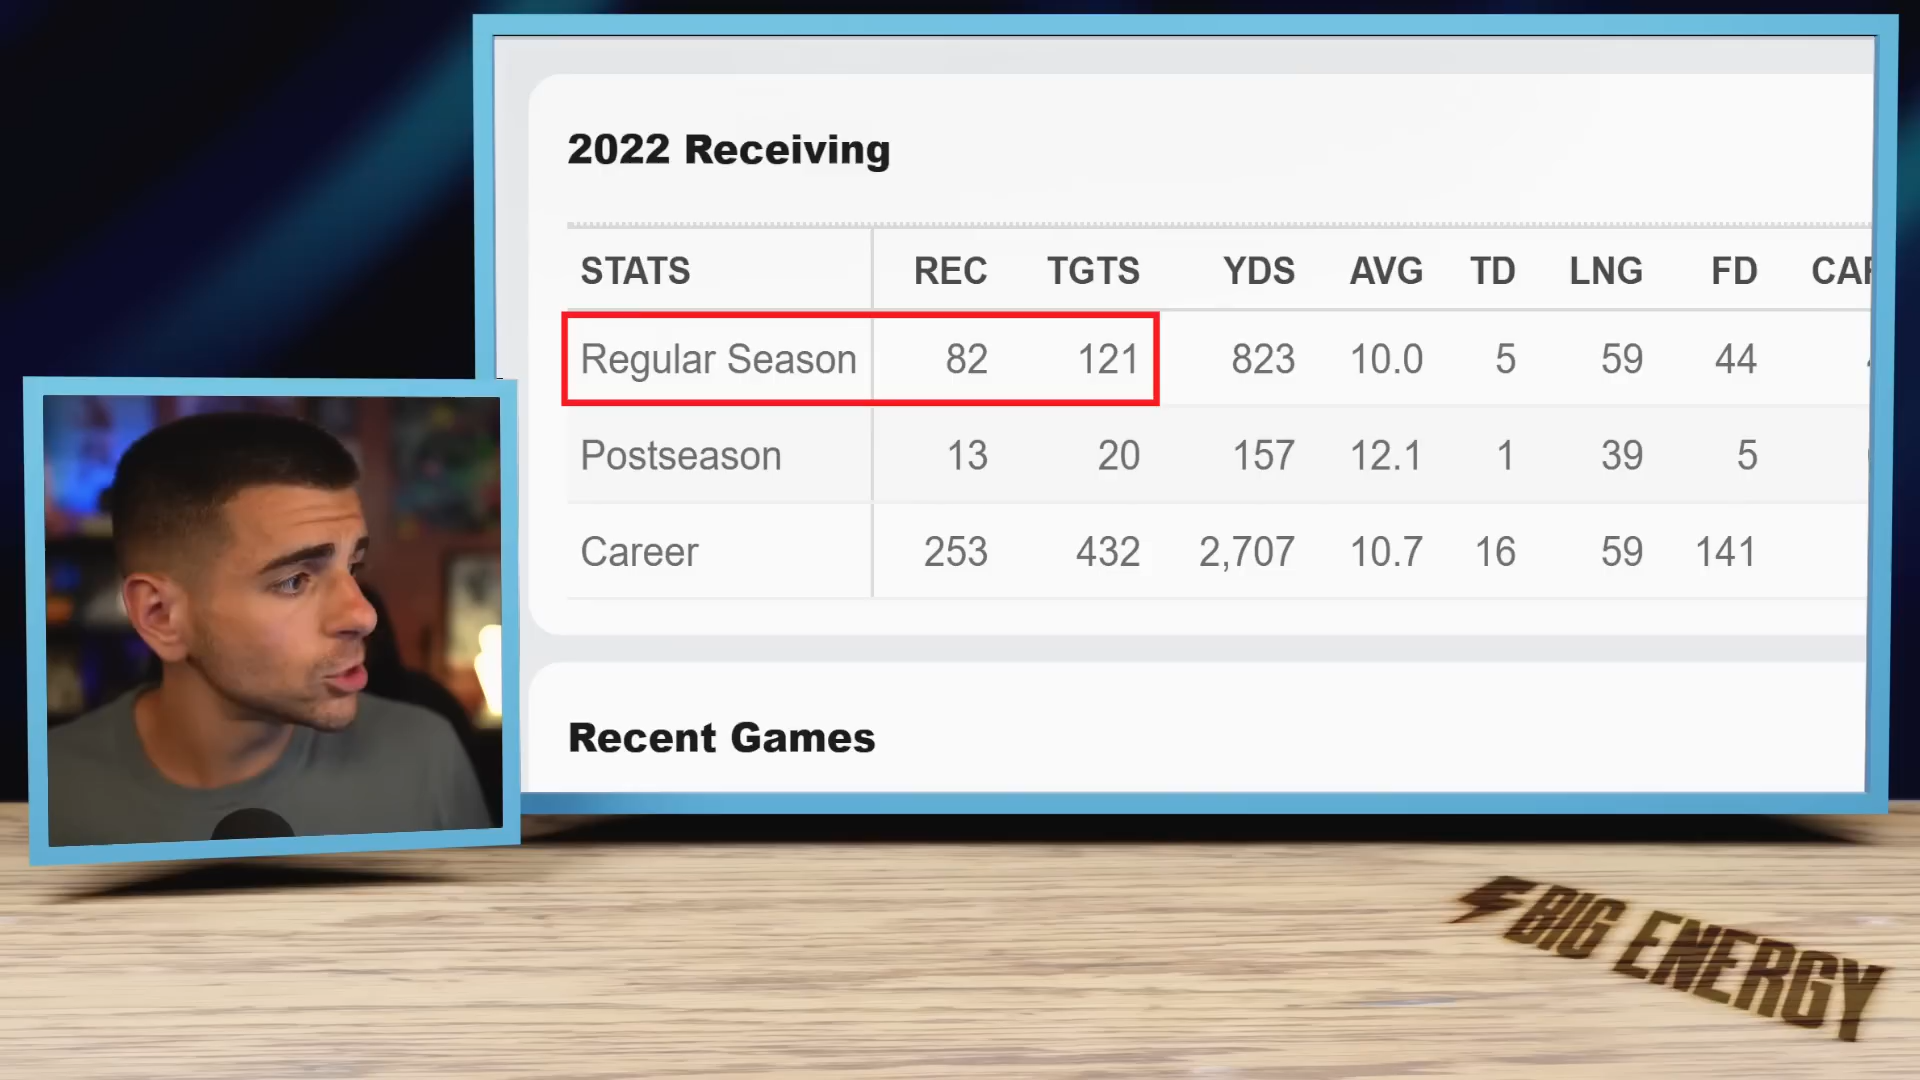 2022 Receiving
STATS REC TGTS YDS AVG TD LNG FD
Regular Season 82 121 823 10.0 5 59 44
Postseason 13 20 157 12.1 1 39 5
Career 253 432 2,707 10.7 16 59 141
Recent Games
BIG ENERGY